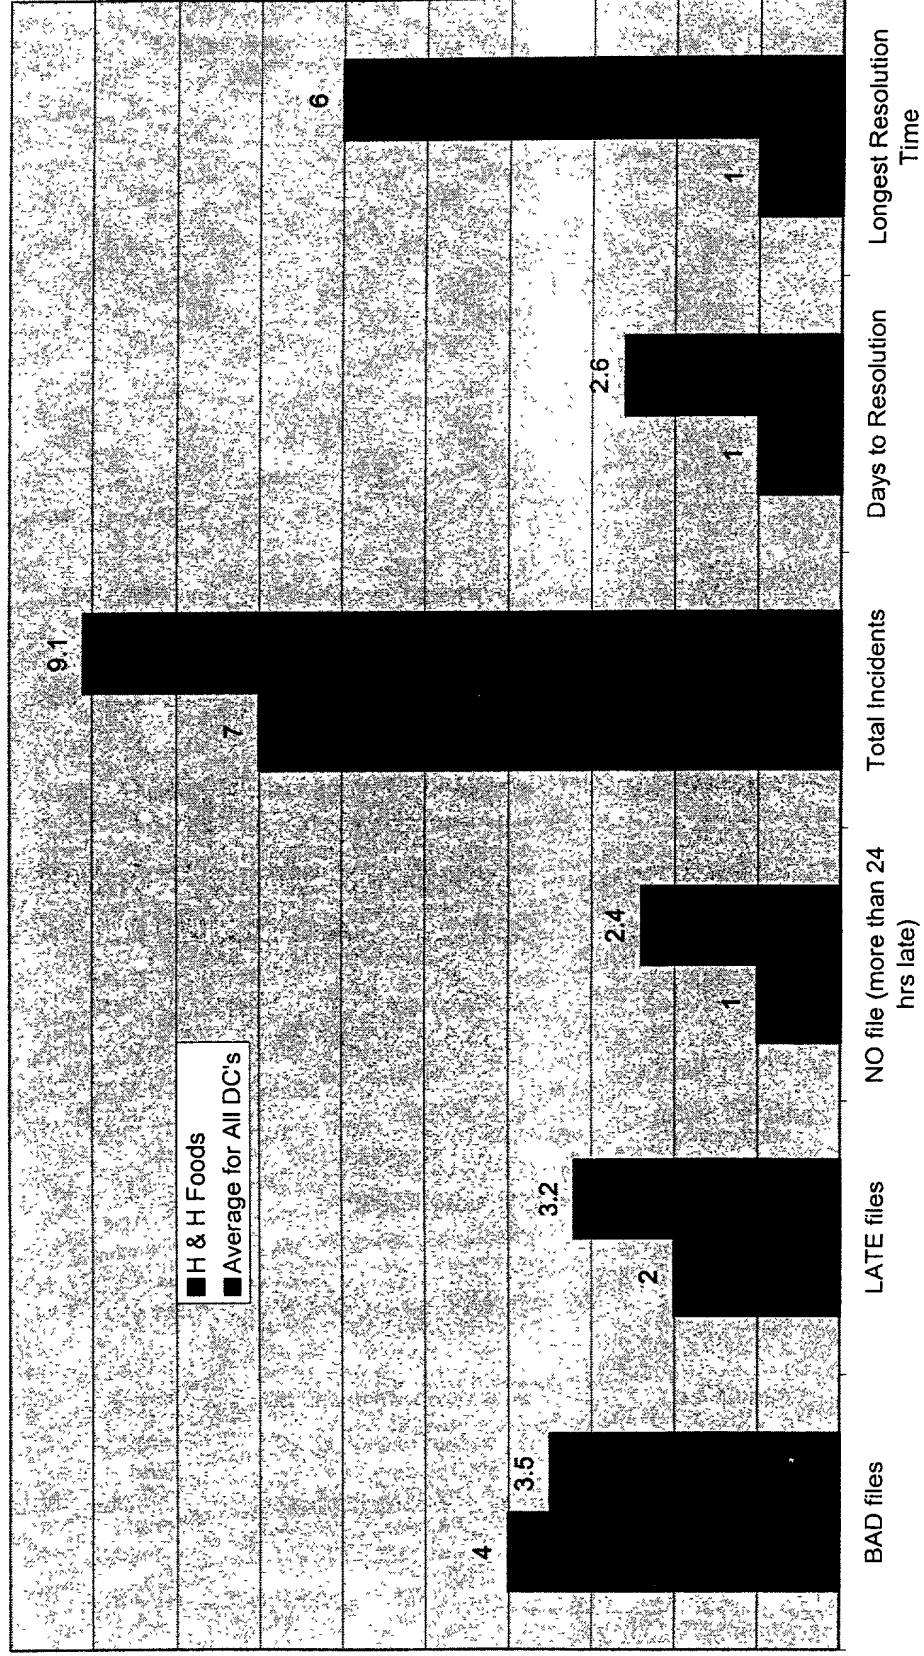 H & H Foods
Average for All DC's
4
3.5
2
3.2
1
2.4
7
9.1
1
2.6
1
6
BAD files
LATE files
NO file (more than 24
hrs late)
Total Incidents
Days to Resolution
Longest Resolution
Time